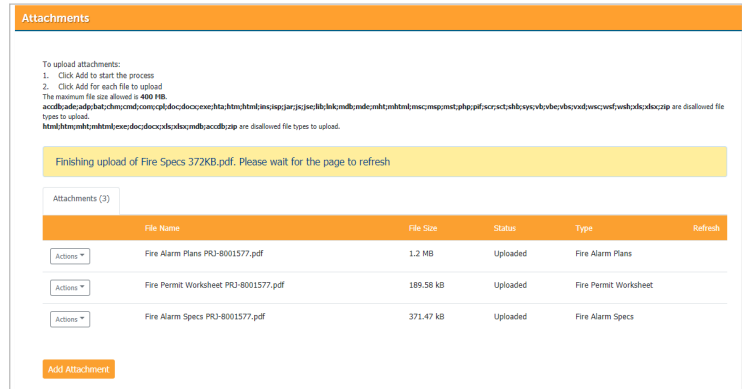 Attachments
To upload attachments:
1. Click Add to start the process
2. Click Add for each file to upload
The maximum file size allowed is 400 MB.
accdb;ade;adp;bat;chm;cmd;com;cpl;doc;docx;exe;hta;htm;html;ins;isp;jar;js;jse;lib;lnk;mdb;mde;mht;mhtml;msc;msp;mst;php;pif;scr;sct;shb;sys;vb;vbe;vbs;vxd;wsc;wsf;wsh;xls;xlsx;zip are disallowed file
types to upload.
html;htm;mht;mhtml;exe;doc;docx;xls;xlsx;mdb;accdb;zip are disallowed file types to upload.
Finishing upload of Fire Specs 372KB.pdf. Please wait for the page to refresh
Attachments (3)
File Name File Size Status Type Refresh
Actions Fire Alarm Plans PRJ-8001577.pdf 1.2 MB Uploaded Fire Alarm Plans
Actions Fire Permit Worksheet PRJ-8001577.pdf 189.58 kB Uploaded Fire Permit Worksheet
Actions Fire Alarm Specs PRJ-8001577.pdf 371.47 kB Uploaded Fire Alarm Specs
Add Attachment